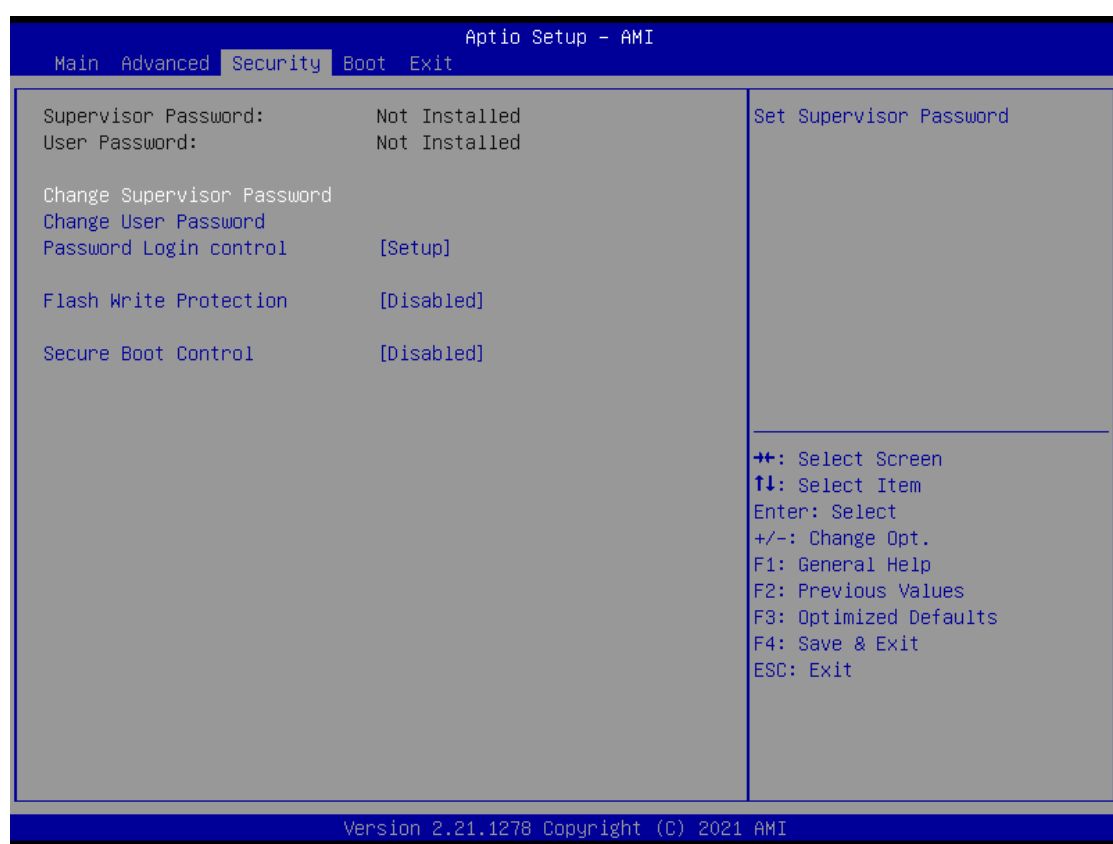 Aptio Setup – AMI
Main Advanced Security Boot Exit
Supervisor Password: Not Installed
User Password: Not Installed
Change Supervisor Password
Change User Password
Password Login control [Setup]
Flash Write Protection [Disabled]
Secure Boot Control [Disabled]
Set Supervisor Password
→←: Select Screen
↑↓: Select Item
Enter: Select
+/-: Change Opt.
F1: General Help
F2: Previous Values
F3: Optimized Defaults
F4: Save & Exit
ESC: Exit
Version 2.21.1278 Copyright (C) 2021 AMI